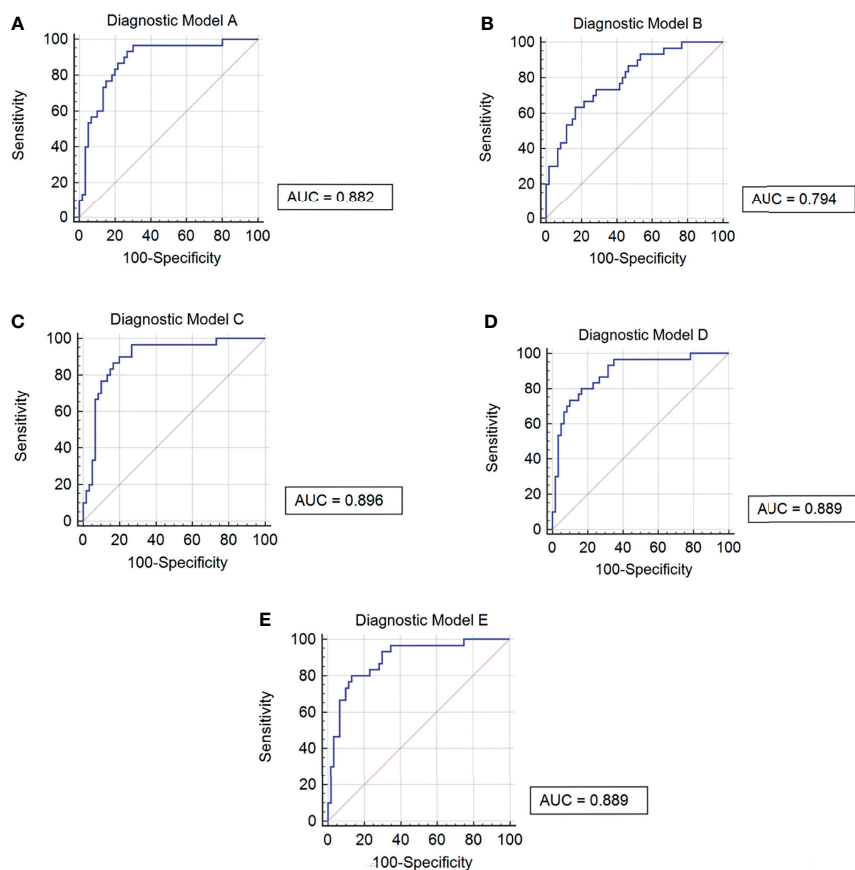 A
Diagnostic Model A
100
80
60
40
20
0
Sensitivity
0 20 40 60 80 100
100-Specificity
AUC = 0.882
B
Diagnostic Model B
100
80
60
40
20
0
Sensitivity
0 20 40 60 80 100
100-Specificity
AUC = 0.794
C
Diagnostic Model C
100
80
60
40
20
0
Sensitivity
0 20 40 60 80 100
100-Specificity
AUC = 0.896
D
Diagnostic Model D
100
80
60
40
20
0
Sensitivity
0 20 40 60 80 100
100-Specificity
AUC = 0.889
E
Diagnostic Model E
100
80
60
40
20
0
Sensitivity
0 20 40 60 80 100
100-Specificity
AUC = 0.889